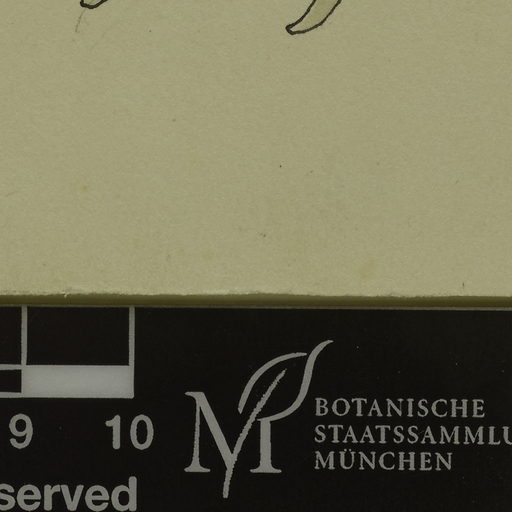 9 10
served
M
BOTANISCHE
STAATSSAMMLU
MÜNCHEN